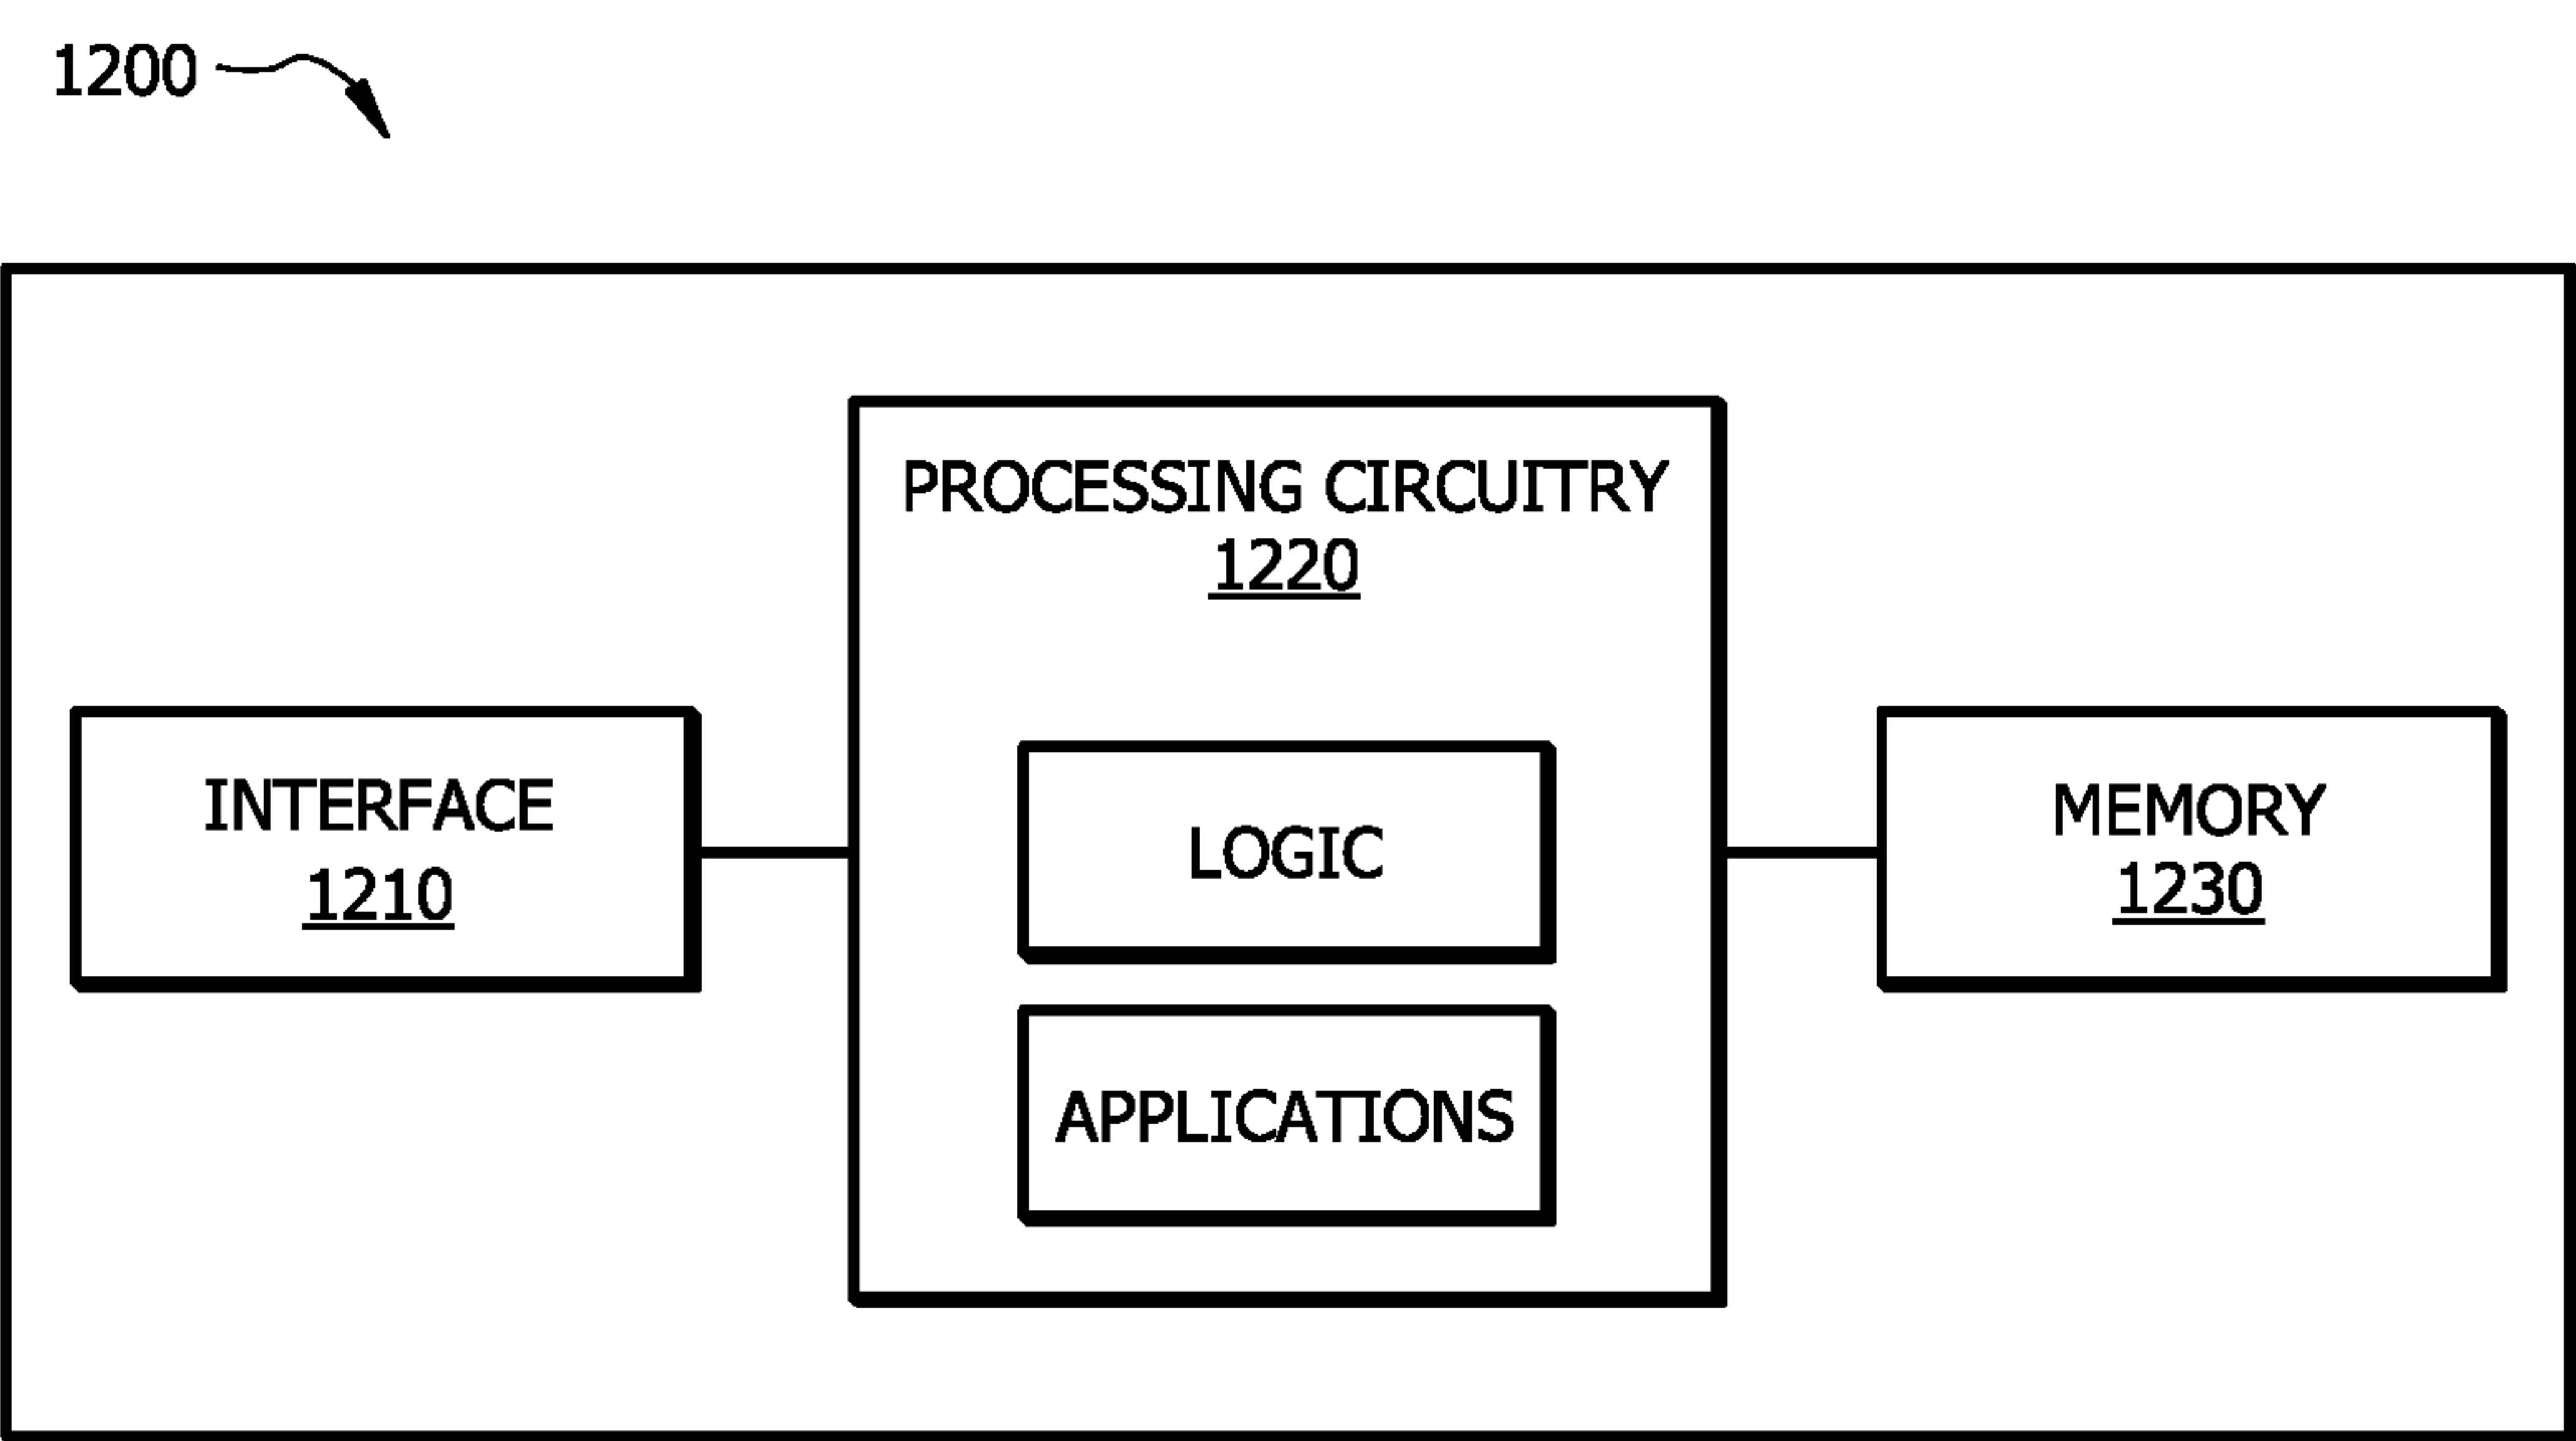 1200
PROCESSING CIRCUITRY
1220
INTERFACE
1210
LOGIC
APPLICATIONS
MEMORY
1230